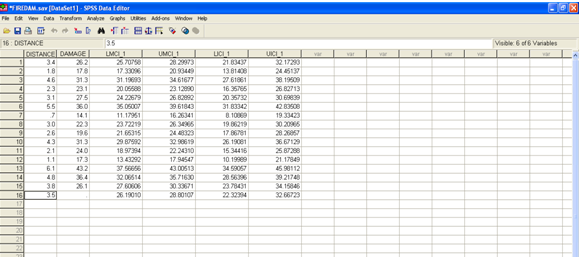 *FIREDAM.sav [DataSet1] - SPSS Data Editor
File Edit View Data Transform Analyze Graphs Utilities Add-ons Window Help
16 : DISTANCE 3.5 Visible: 6 of 6 Variables
DISTANCE DAMAGE LMCI_1 UMCI_1 LICI_1 UICI_1 var var var var var var var var
1 3.4 26.2 25.70758 28.29973 21.83437 32.17293
2 1.8 17.8 17.33096 20.93449 13.81408 24.45137
3 4.6 31.3 31.19693 34.61677 27.61861 38.19509
4 2.3 23.1 20.05588 23.12890 16.35765 26.82713
5 3.1 27.5 24.22679 26.82892 20.35732 30.69839
6 5.5 36.0 35.05007 39.61843 31.83342 42.83508
7 .7 14.1 11.17951 16.26341 8.10869 19.33423
8 3.0 22.3 23.72219 26.34965 19.86219 30.20965
9 2.6 19.6 21.65315 24.48323 17.86781 28.26857
10 4.3 31.3 29.87592 32.98619 26.19081 36.67129
11 2.1 24.0 18.97394 22.24310 15.34416 25.87288
12 1.1 17.3 13.43292 17.94547 10.19989 21.17849
13 6.1 43.2 37.56656 43.00513 34.59057 45.98112
14 4.8 36.4 32.06514 35.71630 28.56396 39.21748
15 3.8 26.1 27.60606 30.33671 23.78431 34.15846
16 3.5 . 26.19010 28.80107 22.32394 32.66723
17
18
19
20
21
22